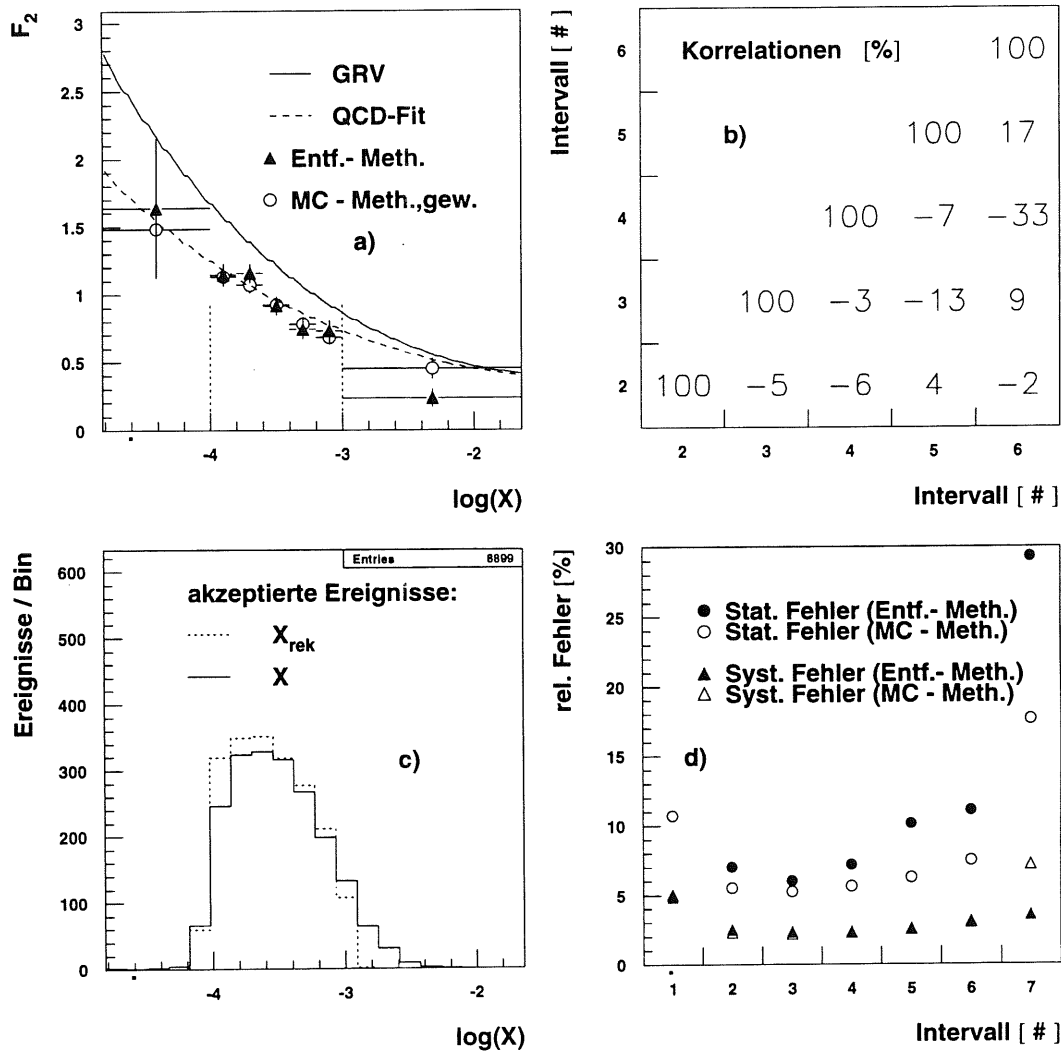 F2
3
2.5
2
1.5
1
0.5
0
GRV
QCD-Fit
Entf.- Meth.
MC - Meth.,gew.
a)
-4
-3
-2
log(X)
Intervall [ # ]
6
5
4
3
2
Korrelationen [%]
b)
100
100 17
100 -7 -33
100 -3 -13 9
100 -5 -6 4 -2
2
3
4
5
6
Intervall [ # ]
Ereignisse / Bin
600
500
400
300
200
100
0
Entries 6899
akzeptierte Ereignisse:
Xrek
X
c)
-4
-3
-2
log(X)
rel. Fehler [%]
30
25
20
15
10
5
0
Stat. Fehler (Entf.- Meth.)
Stat. Fehler (MC - Meth.)
Syst. Fehler (Entf.- Meth.)
Syst. Fehler (MC - Meth.)
d)
1
2
3
4
5
6
7
Intervall [ # ]